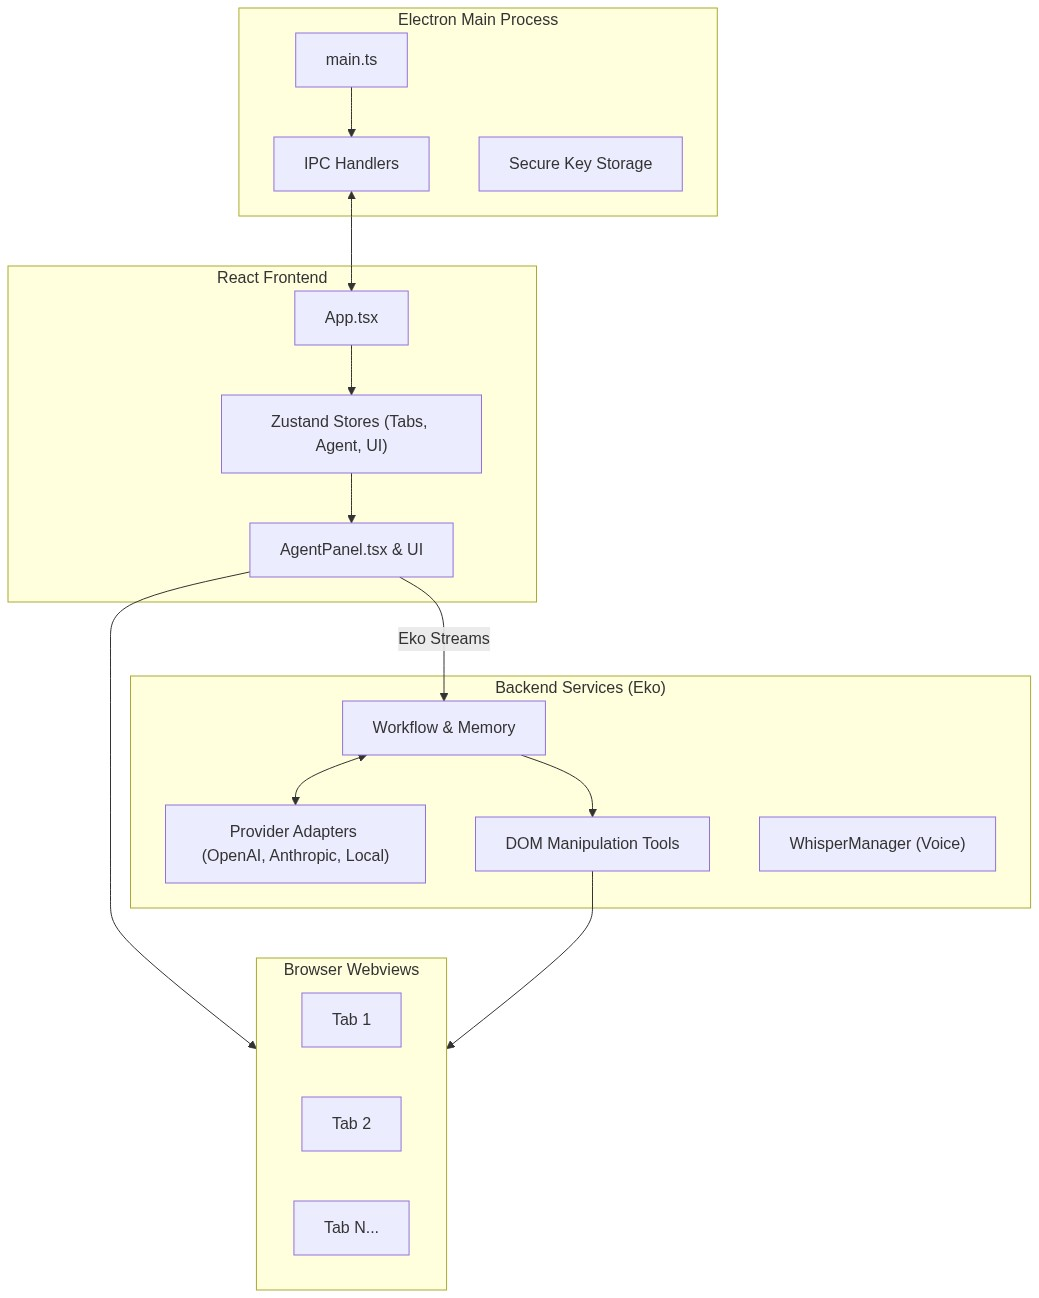 Electron Main Process
main.ts
IPC Handlers
Secure Key Storage
React Frontend
App.tsx
Zustand Stores (Tabs,
Agent, UI)
AgentPanel.tsx & UI
Eko Streams
Backend Services (Eko)
Workflow & Memory
Provider Adapters
(OpenAI, Anthropic, Local)
DOM Manipulation Tools
WhisperManager (Voice)
Browser Webviews
Tab 1
Tab 2
Tab N...